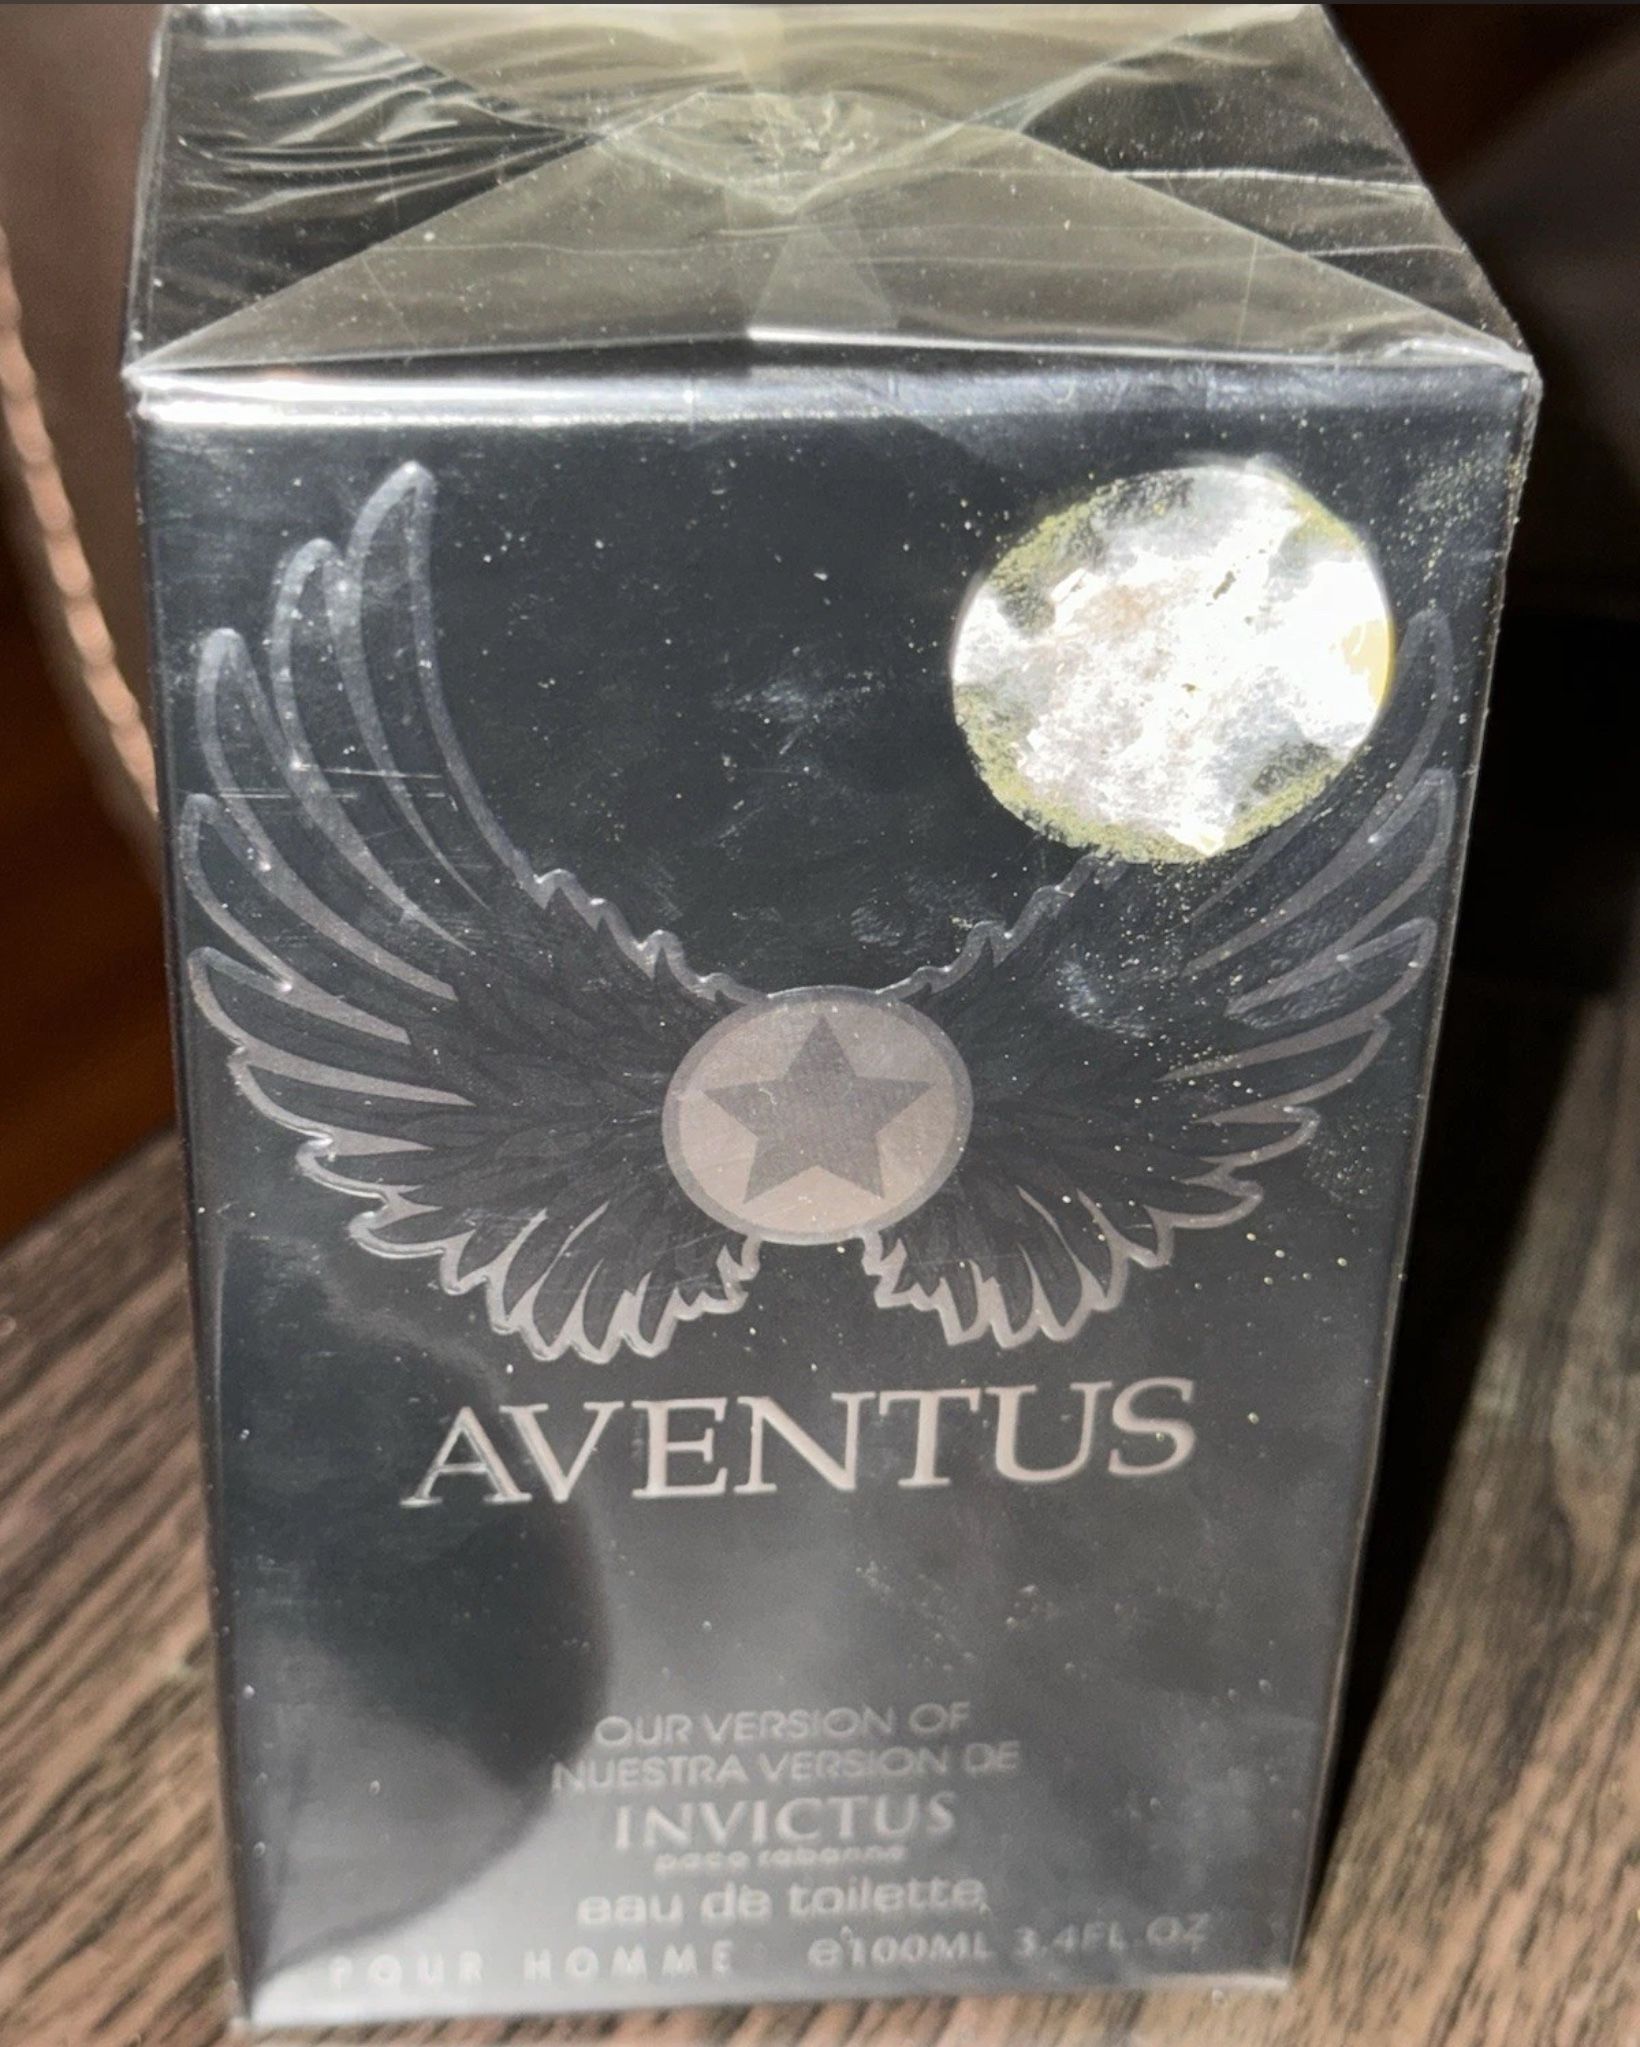 AVENTUS
OUR VERSION OF
NUESTRA VERSION DE
INVICTUS
paco rabanne
eau de toilette
POUR HOMME e100ML 3.4FL.OZ